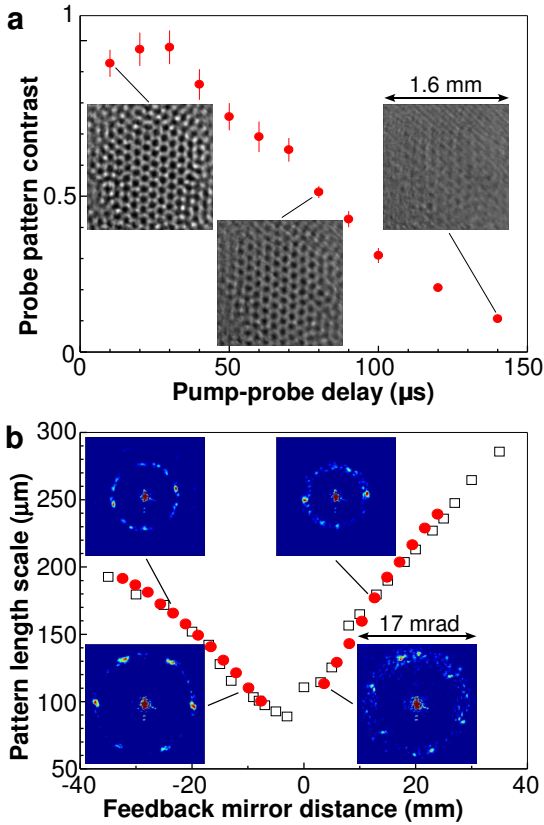 a
1
0.5
0
Probe pattern contrast
1.6 mm
50
100
150
Pump-probe delay (µs)
b
300
250
200
150
100
50
Pattern length scale (µm)
17 mrad
-40
-20
0
20
40
Feedback mirror distance (mm)